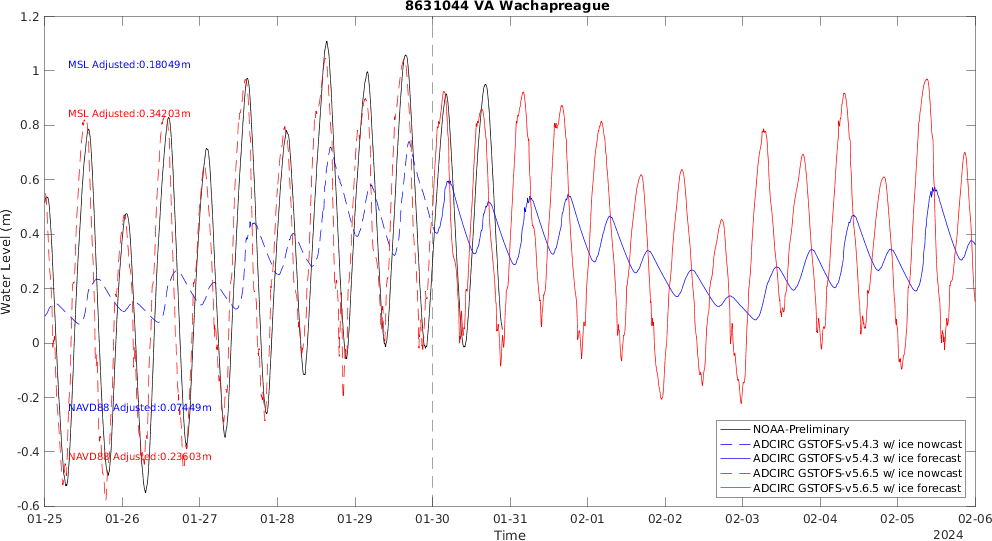 8631044 VA Wachapreague
1.2
1
0.8
0.6
0.4
0.2
0
-0.2
-0.4
-0.6
Water Level (m)
MSL Adjusted:0.18049m
MSL Adjusted:0.34203m
NAVD88 Adjusted:0.07449m
NAVD88 Adjusted:0.23603m
NOAA-Preliminary
ADCIRC GSTOFS-v5.4.3 w/ ice nowcast
ADCIRC GSTOFS-v5.4.3 w/ ice forecast
ADCIRC GSTOFS-v5.6.5 w/ ice nowcast
ADCIRC GSTOFS-v5.6.5 w/ ice forecast
01-25 01-26 01-27 01-28 01-29 01-30 01-31 02-01 02-02 02-03 02-04 02-05 02-06
Time
2024